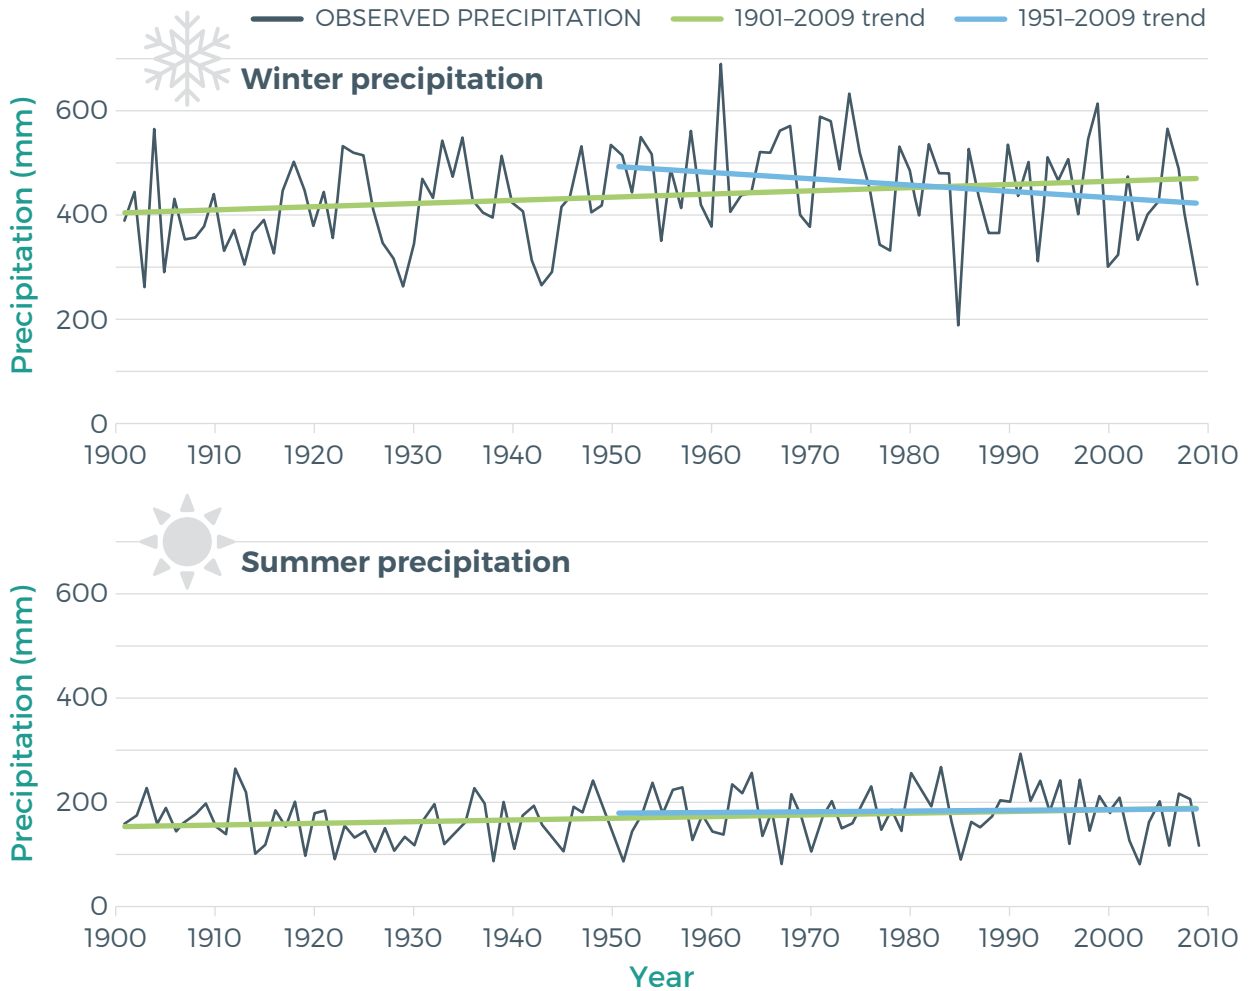 OBSERVED PRECIPITATION 1901–2009 trend 1951–2009 trend
Winter precipitation
Precipitation (mm)
600
400
200
0
1900 1910 1920 1930 1940 1950 1960 1970 1980 1990 2000 2010
Summer precipitation
Precipitation (mm)
600
400
200
0
1900 1910 1920 1930 1940 1950 1960 1970 1980 1990 2000 2010
Year